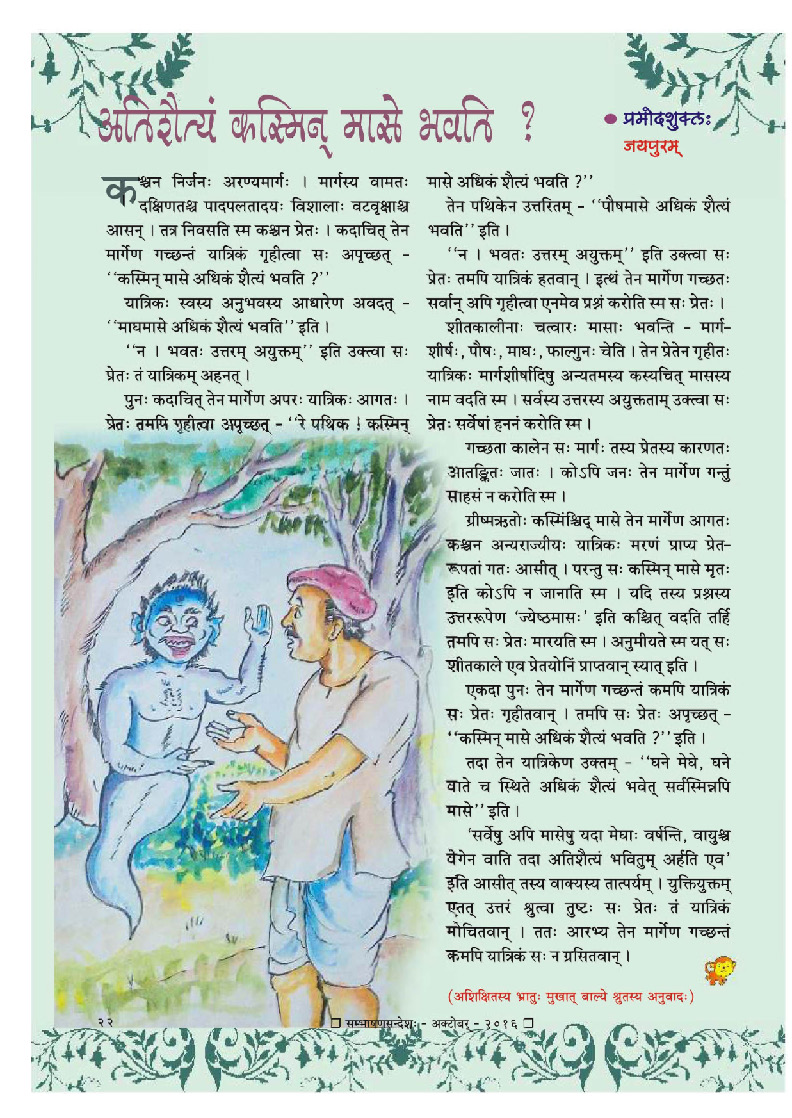 अतिशैत्यं कस्मिन् मासे भवति ?
● प्रमोदशुक्लः
जयपुरम्
कश्चन निर्जनः अरण्यमार्गः । मार्गस्य वामतः
दक्षिणतश्च पादपलतादयः विशालाः वटवृक्षाश्च
आसन् । तत्र निवसति स्म कश्चन प्रेतः । कदाचित् तेन
मार्गेण गच्छन्तं यात्रिकं गृहीत्वा सः अपृच्छत् -
‘‘कस्मिन् मासे अधिकं शैत्यं भवति ?’’
यात्रिकः स्वस्य अनुभवस्य आधारेण अवदत् -
‘‘माघमासे अधिकं शैत्यं भवति’’ इति ।
‘‘न । भवतः उत्तरम् अयुक्तम्’’ इति उक्त्वा सः
प्रेतः तं यात्रिकम् अहनत् ।
पुनः कदाचित् तेन मार्गेण अपरः यात्रिकः आगतः ।
प्रेतः तमपि गृहीत्वा अपृच्छत् - ‘‘रे पथिक ! कस्मिन्
मासे अधिकं शैत्यं भवति ?’’
तेन पथिकेन उत्तरितम् - ‘‘पौषमासे अधिकं शैत्यं
भवति’’ इति ।
‘‘न । भवतः उत्तरम् अयुक्तम्’’ इति उक्त्वा सः
प्रेतः तमपि यात्रिकं हतवान् । इत्थं तेन मार्गेण गच्छतः
सर्वान् अपि गृहीत्वा एनमेव प्रश्नं करोति स्म सः प्रेतः ।
शीतकालीनाः चत्वारः मासाः भवन्ति - मार्ग-
शीर्षः, पौषः, माघः, फाल्गुनः चेति । तेन प्रेतेन गृहीतः
यात्रिकः मार्गशीर्षादिषु अन्यतमस्य कस्यचित् मासस्य
नाम वदति स्म । सर्वस्य उत्तरस्य अयुक्तताम् उक्त्वा सः
प्रेतः सर्वेषां हननं करोति स्म ।
गच्छता कालेन सः मार्गः तस्य प्रेतस्य कारणतः
आतङ्कितः जातः । कोऽपि जनः तेन मार्गेण गन्तुं
साहसं न करोति स्म ।
ग्रीष्मऋतोः कस्मिंश्चिद् मासे तेन मार्गेण आगतः
कश्चन अन्यराज्यीयः यात्रिकः मरणं प्राप्य प्रेत-
रूपतां गतः आसीत् । परन्तु सः कस्मिन् मासे मृतः
इति कोऽपि न जानाति स्म । यदि तस्य प्रश्नस्य
उत्तररूपेण ‘ज्येष्ठमासः’ इति कश्चित् वदति तर्हि
तमपि सः प्रेतः मारयति स्म । अनुमीयते स्म यत् सः
शीतकाले एव प्रेतयोनिं प्राप्तवान् स्यात् इति ।
एकदा पुनः तेन मार्गेण गच्छन्तं कमपि यात्रिकं
सः प्रेतः गृहीतवान् । तमपि सः प्रेतः अपृच्छत् -
‘‘कस्मिन् मासे अधिकं शैत्यं भवति ?’’ इति ।
तदा तेन यात्रिकेण उक्तम् - ‘‘घने मेघे, घने
वाते च स्थिते अधिकं शैत्यं भवेत् सर्वस्मिन्नपि
मासे’’ इति ।
‘सर्वेषु अपि मासेषु यदा मेघाः वर्षन्ति, वायुश्च
वेगेन वाति तदा अतिशैत्यं भवितुम् अर्हति एव’
इति आसीत् तस्य वाक्यस्य तात्पर्यम् । युक्तियुक्तम्
एतत् उत्तरं श्रुत्वा तुष्टः सः प्रेतः तं यात्रिकं
मोचितवान् । ततः आरभ्य तेन मार्गेण गच्छन्तं
कमपि यात्रिकं सः न ग्रसितवान् ।
(अशिक्षितस्य भ्रातुः मुखात् बाल्ये श्रुतस्य अनुवादः)
२२
❐ सम्भाषणसन्देशः - अक्टोबर् - २०१६ ❐